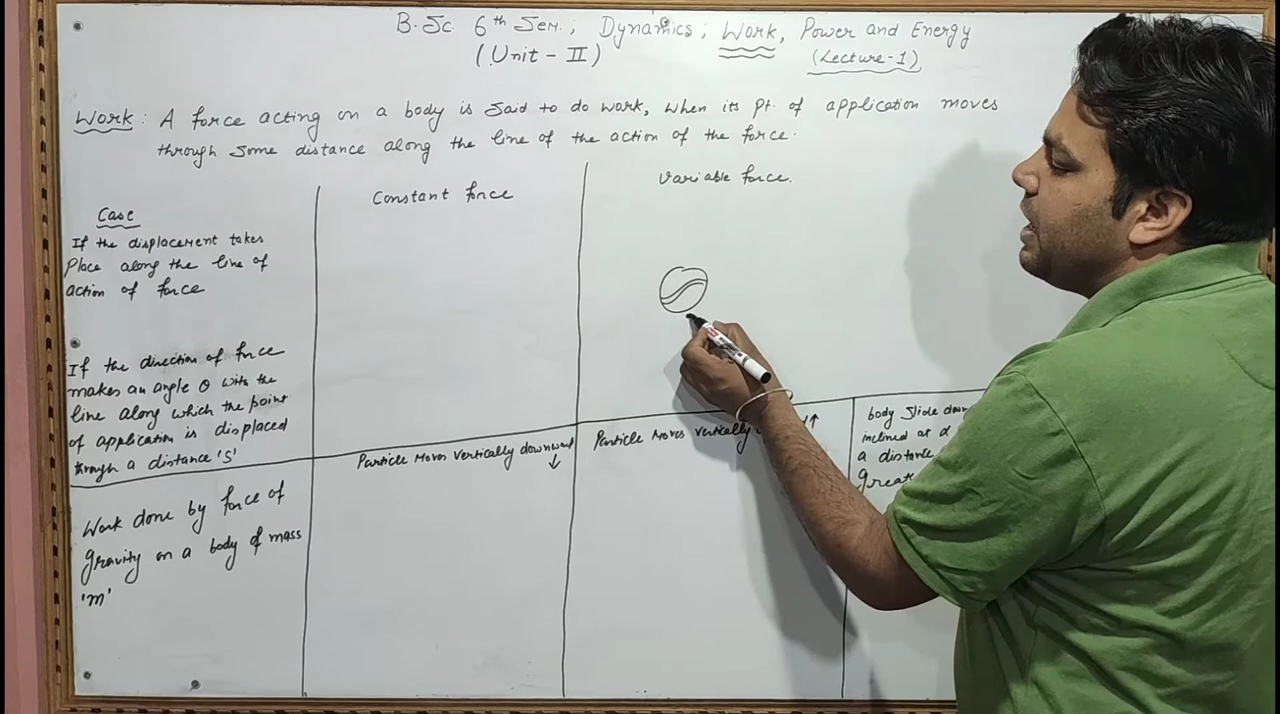 B.Sc. 6th Sem.; Dynamics; Work, Power and Energy
(Unit-II) (Lecture-1)
Work: A force acting on a body is said to do work, when its pt. of application moves
through some distance along the line of the action of the force.
Case
If the displacement takes
place along the line of
action of force
Constant force
Variable force.
If the direction of force
makes an angle θ with the
line along which the point
of application is displaced
through a distance 's'
Work done by force of
gravity on a body of mass
'm'
Particle moves vertically downward
↓
Particle moves vertically ↑
body slide
inclined at α
a distance